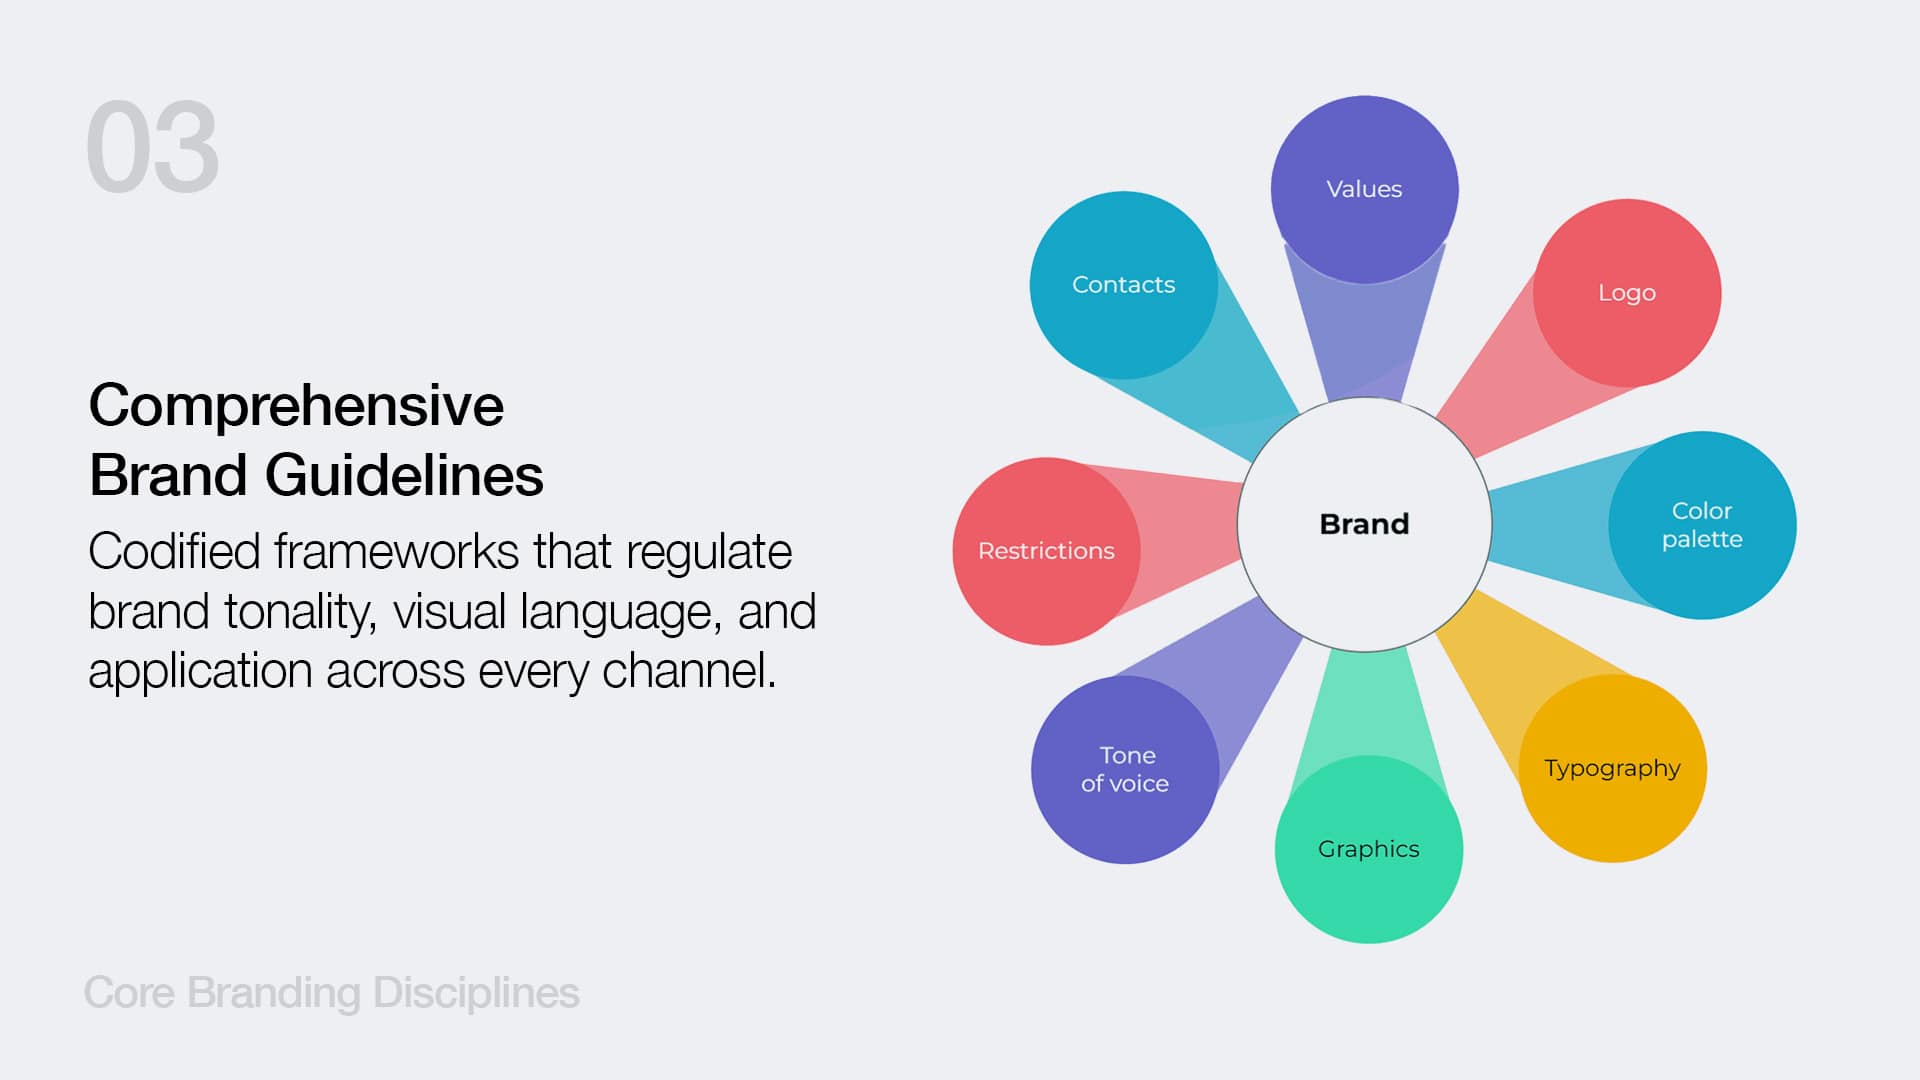 03
Comprehensive
Brand Guidelines
Codified frameworks that regulate
brand tonality, visual language, and
application across every channel.
Core Branding Disciplines
Values
Logo
Color
palette
Typography
Graphics
Tone
of voice
Restrictions
Contacts
Brand